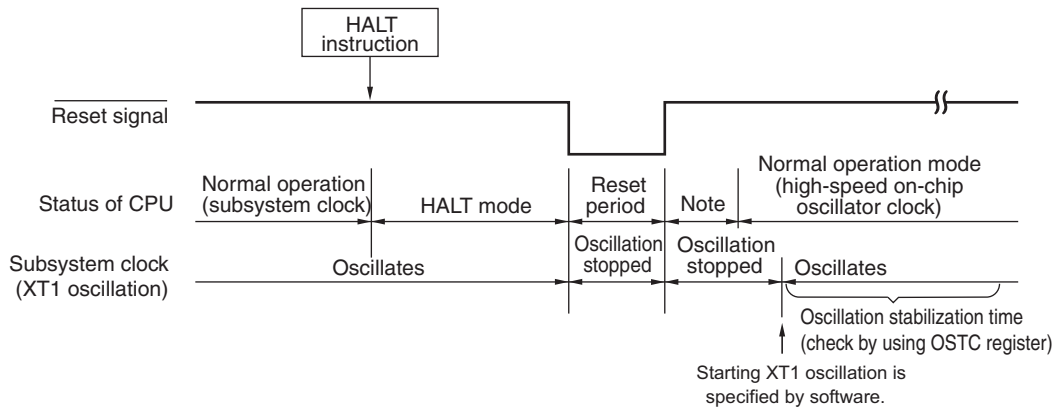 HALT
instruction
Reset signal
Status of CPU
Normal operation
(subsystem clock)
HALT mode
Reset
period
Note
Normal operation mode
(high-speed on-chip
oscillator clock)
Subsystem clock
(XT1 oscillation)
Oscillates
Oscillation
stopped
Oscillation
stopped
Oscillates
Oscillation stabilization time
(check by using OSTC register)
Starting XT1 oscillation is
specified by software.